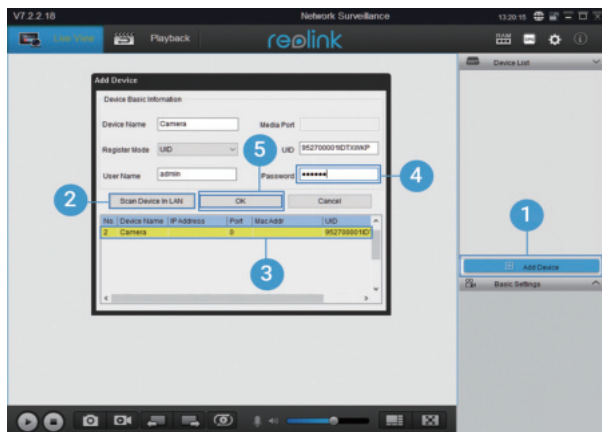 V7.2.2.18 Network Surveillance 13:20:15
Live View Playback reolink
Device List
Add Device
Device Basic Information
Device Name Camera Media Port
Register Mode UID UID 9527000019DTXWKP
User Name admin Password ••••••
5
4
2
Scan Device In LAN OK Cancel
No. Device Name IP Address Port Mac Addr UID
2 Camera 0 952700001
3
1
Add Device
Basic Settings